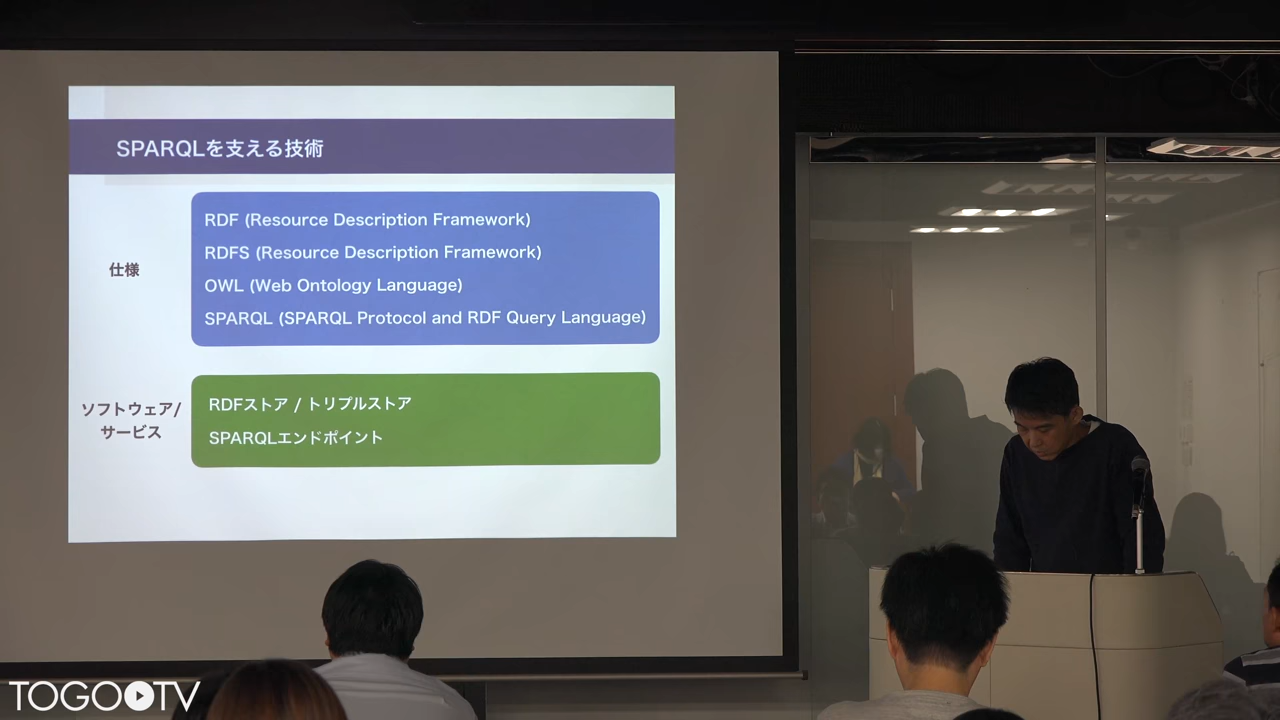 SPARQLを支える技術
仕様
RDF (Resource Description Framework)
RDFS (Resource Description Framework)
OWL (Web Ontology Language)
SPARQL (SPARQL Protocol and RDF Query Language)
ソフトウェア/
サービス
RDFストア / トリプルストア
SPARQLエンドポイント
TOGOTV